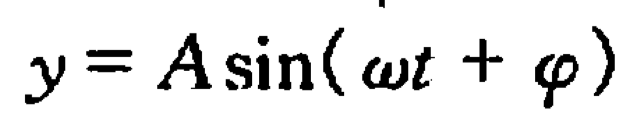 y = A sin( ωt + φ )